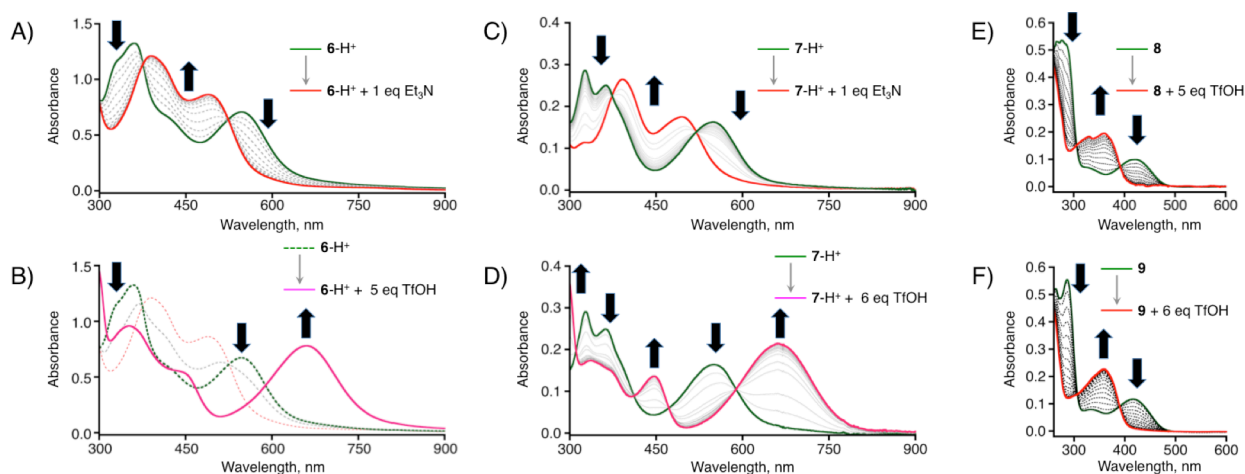 A)
1.5
1.0
0.5
0.0
Absorbance
6-H⁺
6-H⁺ + 1 eq Et₃N
300 450 600 750 900
Wavelength, nm
C)
0.4
0.3
0.2
0.1
0.0
Absorbance
7-H⁺
7-H⁺ + 1 eq Et₃N
300 450 600 750 900
Wavelength, nm
E)
0.6
0.5
0.4
0.3
0.2
0.1
0.0
Absorbance
8
8 + 5 eq TfOH
300 400 500 600
Wavelength, nm
B)
1.5
1.0
0.5
0.0
Absorbance
6-H⁺
6-H⁺ + 5 eq TfOH
300 450 600 750 900
Wavelength, nm
D)
0.4
0.3
0.2
0.1
0.0
Absorbance
7-H⁺
7-H⁺ + 6 eq TfOH
300 450 600 750 900
Wavelength, nm
F)
0.6
0.5
0.4
0.3
0.2
0.1
0.0
Absorbance
9
9 + 6 eq TfOH
300 400 500 600
Wavelength, nm